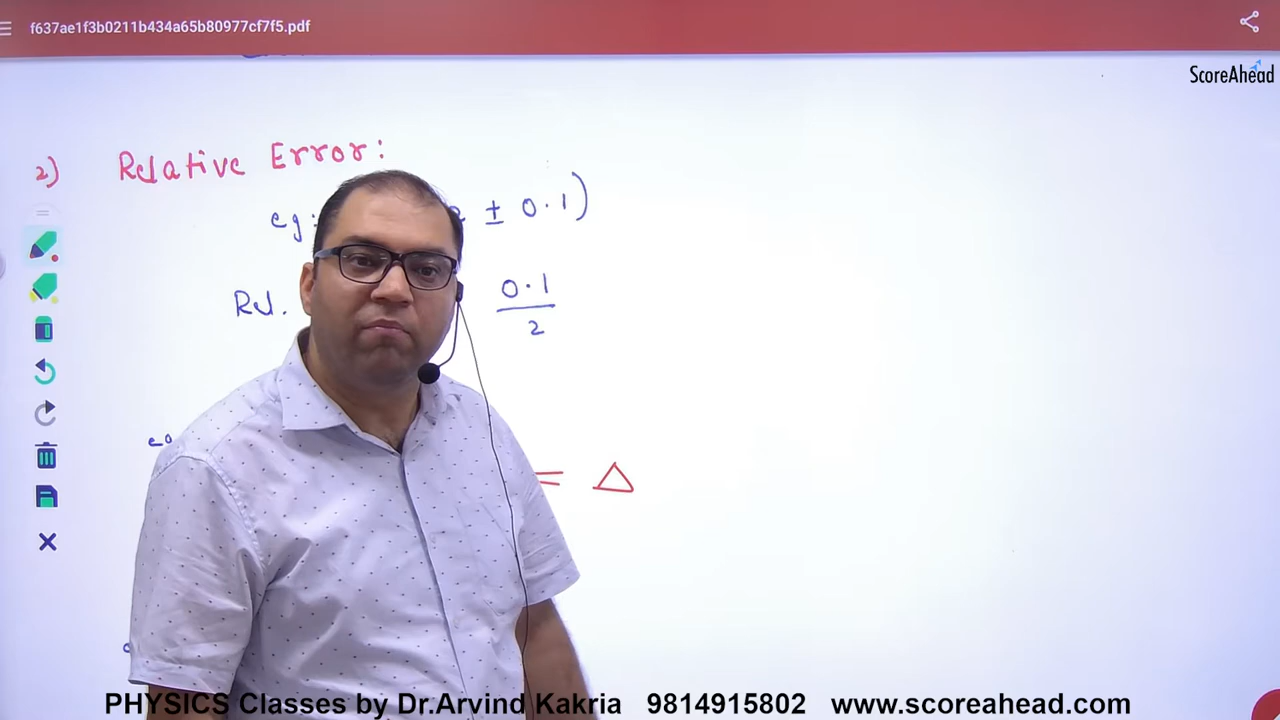 f637ae1f3b0211b434a65b80977cf7f5.pdf
ScoreAhead
2) Relative Error:
eg: ± 0.1)
Rel. 0.1
2
eg
= Δ
PHYSICS Classes by Dr.Arvind Kakria 9814915802 www.scoreahead.com